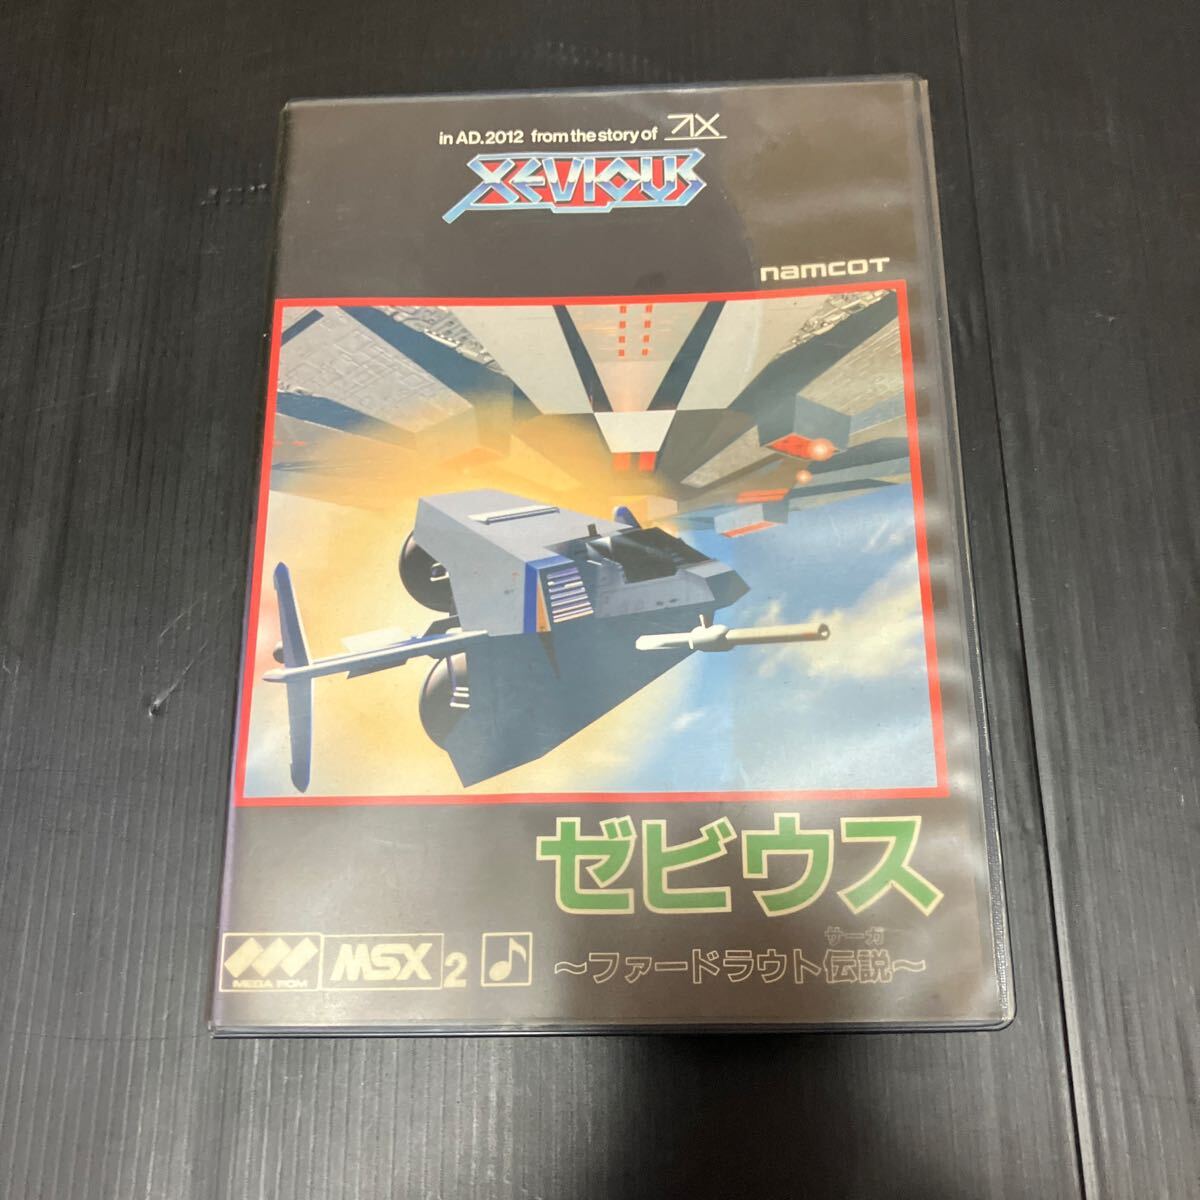 in AD.2012 from the story of
XEVIOUS
namcoT
ゼビウス
サーガ
～ファードラウト伝説～
MEGA ROM
MSX 2